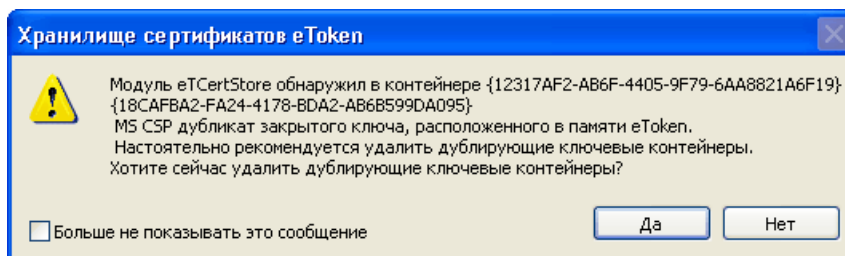 Хранилище сертификатов eToken
Модуль eTCertStore обнаружил в контейнере {12317AF2-AB6F-4405-9F79-6AA8821A6F19}
{18CAFBA2-FA24-4178-BDA2-AB6B599DA095}
MS CSP дубликат закрытого ключа, расположенного в памяти eToken.
Настоятельно рекомендуется удалить дублирующие ключевые контейнеры.
Хотите сейчас удалить дублирующие ключевые контейнеры?
Больше не показывать это сообщение
Да
Нет